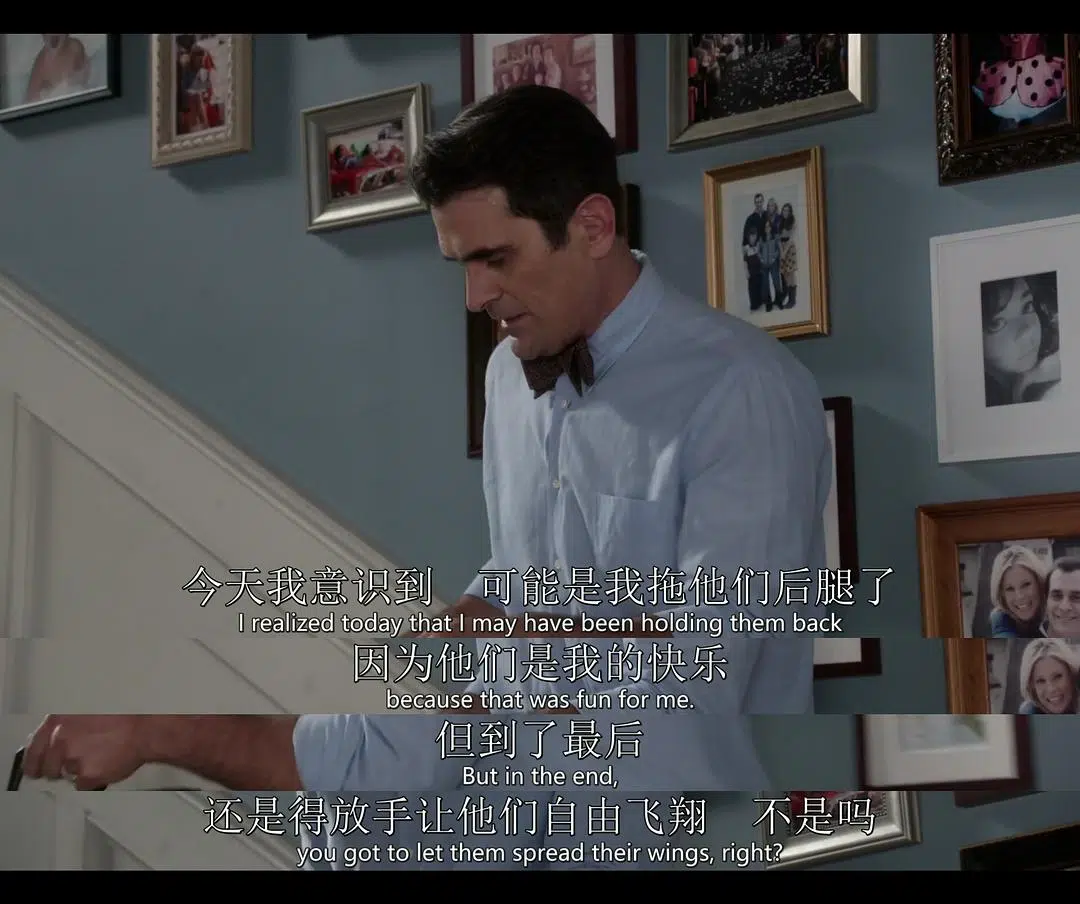 今天我意识到 可能是我拖他们后腿了
I realized today that I may have been holding them back
因为他们是我的快乐
because that was fun for me.
但到了最后
But in the end,
还是得放手让他们自由飞翔 不是吗
you got to let them spread their wings, right?